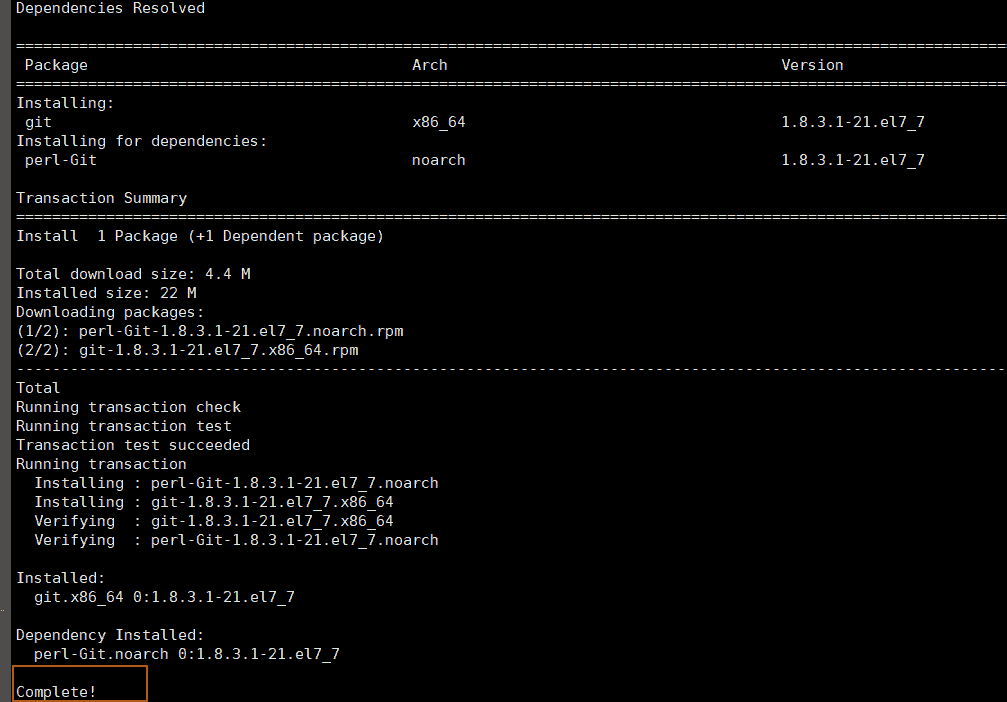 Dependencies Resolved
================================================================================
Package Arch Version
================================================================================
Installing:
git x86_64 1.8.3.1-21.el7_7
Installing for dependencies:
perl-Git noarch 1.8.3.1-21.el7_7
Transaction Summary
================================================================================
Install  1 Package (+1 Dependent package)
Total download size: 4.4 M
Installed size: 22 M
Downloading packages:
(1/2): perl-Git-1.8.3.1-21.el7_7.noarch.rpm
(2/2): git-1.8.3.1-21.el7_7.x86_64.rpm
--------------------------------------------------------------------------------
Total
Running transaction check
Running transaction test
Transaction test succeeded
Running transaction
Installing : perl-Git-1.8.3.1-21.el7_7.noarch
Installing : git-1.8.3.1-21.el7_7.x86_64
Verifying  : git-1.8.3.1-21.el7_7.x86_64
Verifying  : perl-Git-1.8.3.1-21.el7_7.noarch
Installed:
git.x86_64 0:1.8.3.1-21.el7_7
Dependency Installed:
perl-Git.noarch 0:1.8.3.1-21.el7_7
Complete!